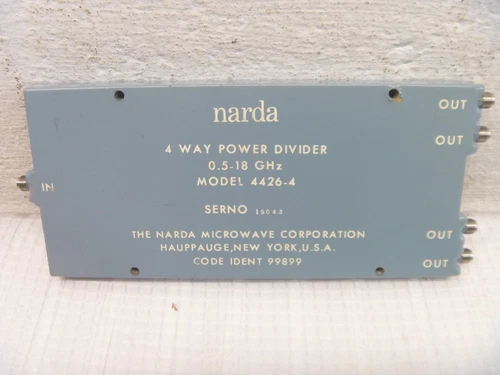 narda
4 WAY POWER DIVIDER
0.5-18 GHz
MODEL 4426-4
SERNO
THE NARDA MICROWAVE CORPORATION
HAUPPAUGE,NEW YORK,U.S.A.
CODE IDENT 99899
IN
OUT
OUT
OUT
OUT